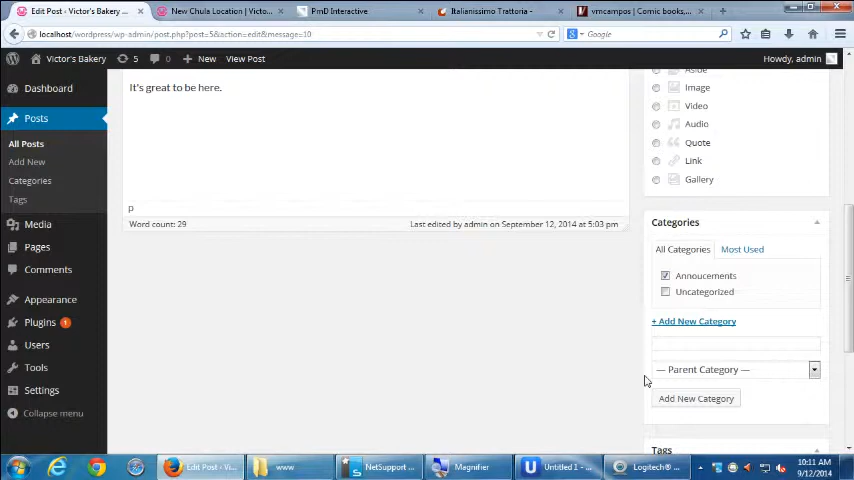 Edit Post ‹ Victor's Bakery ...
New Chula Location | Victo...
PmD Interactive
Italianissimo Trattoria -
vmcampos | Comic books,...
localhost/wordpress/wp-admin/post.php?post=5&action=edit&message=10
Google
Victor's Bakery
5
0
New
View Post
Howdy, admin
Dashboard
Posts
All Posts
Add New
Categories
Tags
Media
Pages
Comments
Appearance
Plugins 1
Users
Tools
Settings
Collapse menu
It's great to be here.
p
Word count: 29
Last edited by admin on September 12, 2014 at 5:03 pm
Aside
Image
Video
Audio
Quote
Link
Gallery
Categories
All Categories
Most Used
Annoucements
Uncategorized
+ Add New Category
— Parent Category —
Add New Category
Tags
Edit Post ‹ Vi...
www
NetSupport ...
Magnifier
Untitled 1 - ...
Logitech® ...
10:11 AM
9/12/2014